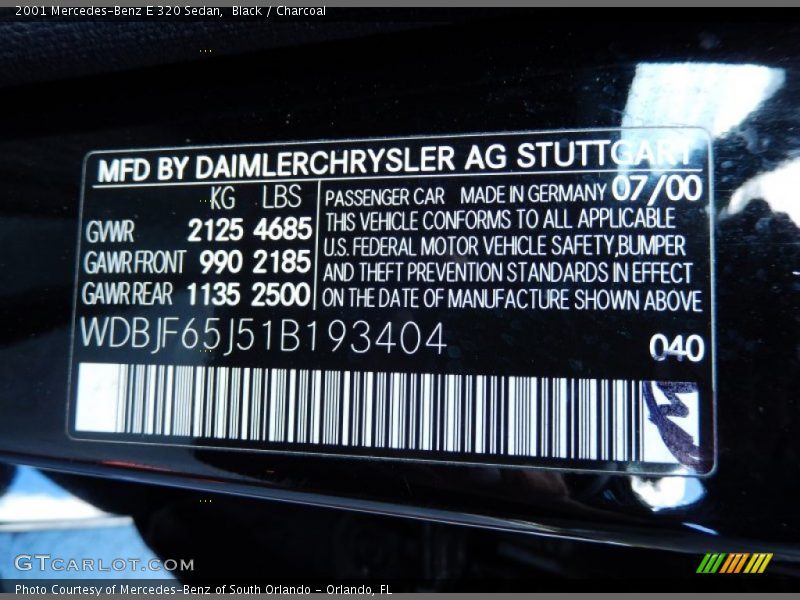 2001 Mercedes-Benz E 320 Sedan,  Black / Charcoal
MFD BY DAIMLERCHRYSLER AG STUTTGART
KG LBS
GVWR 2125 4685
GAWR FRONT 990 2185
GAWR REAR 1135 2500
PASSENGER CAR MADE IN GERMANY 07/00
THIS VEHICLE CONFORMS TO ALL APPLICABLE
U.S. FEDERAL MOTOR VEHICLE SAFETY,BUMPER
AND THEFT PREVENTION STANDARDS IN EFFECT
ON THE DATE OF MANUFACTURE SHOWN ABOVE
WDBJF65J51B193404
040
GTCARLOT.COM
Photo Courtesy of Mercedes-Benz of South Orlando - Orlando, FL